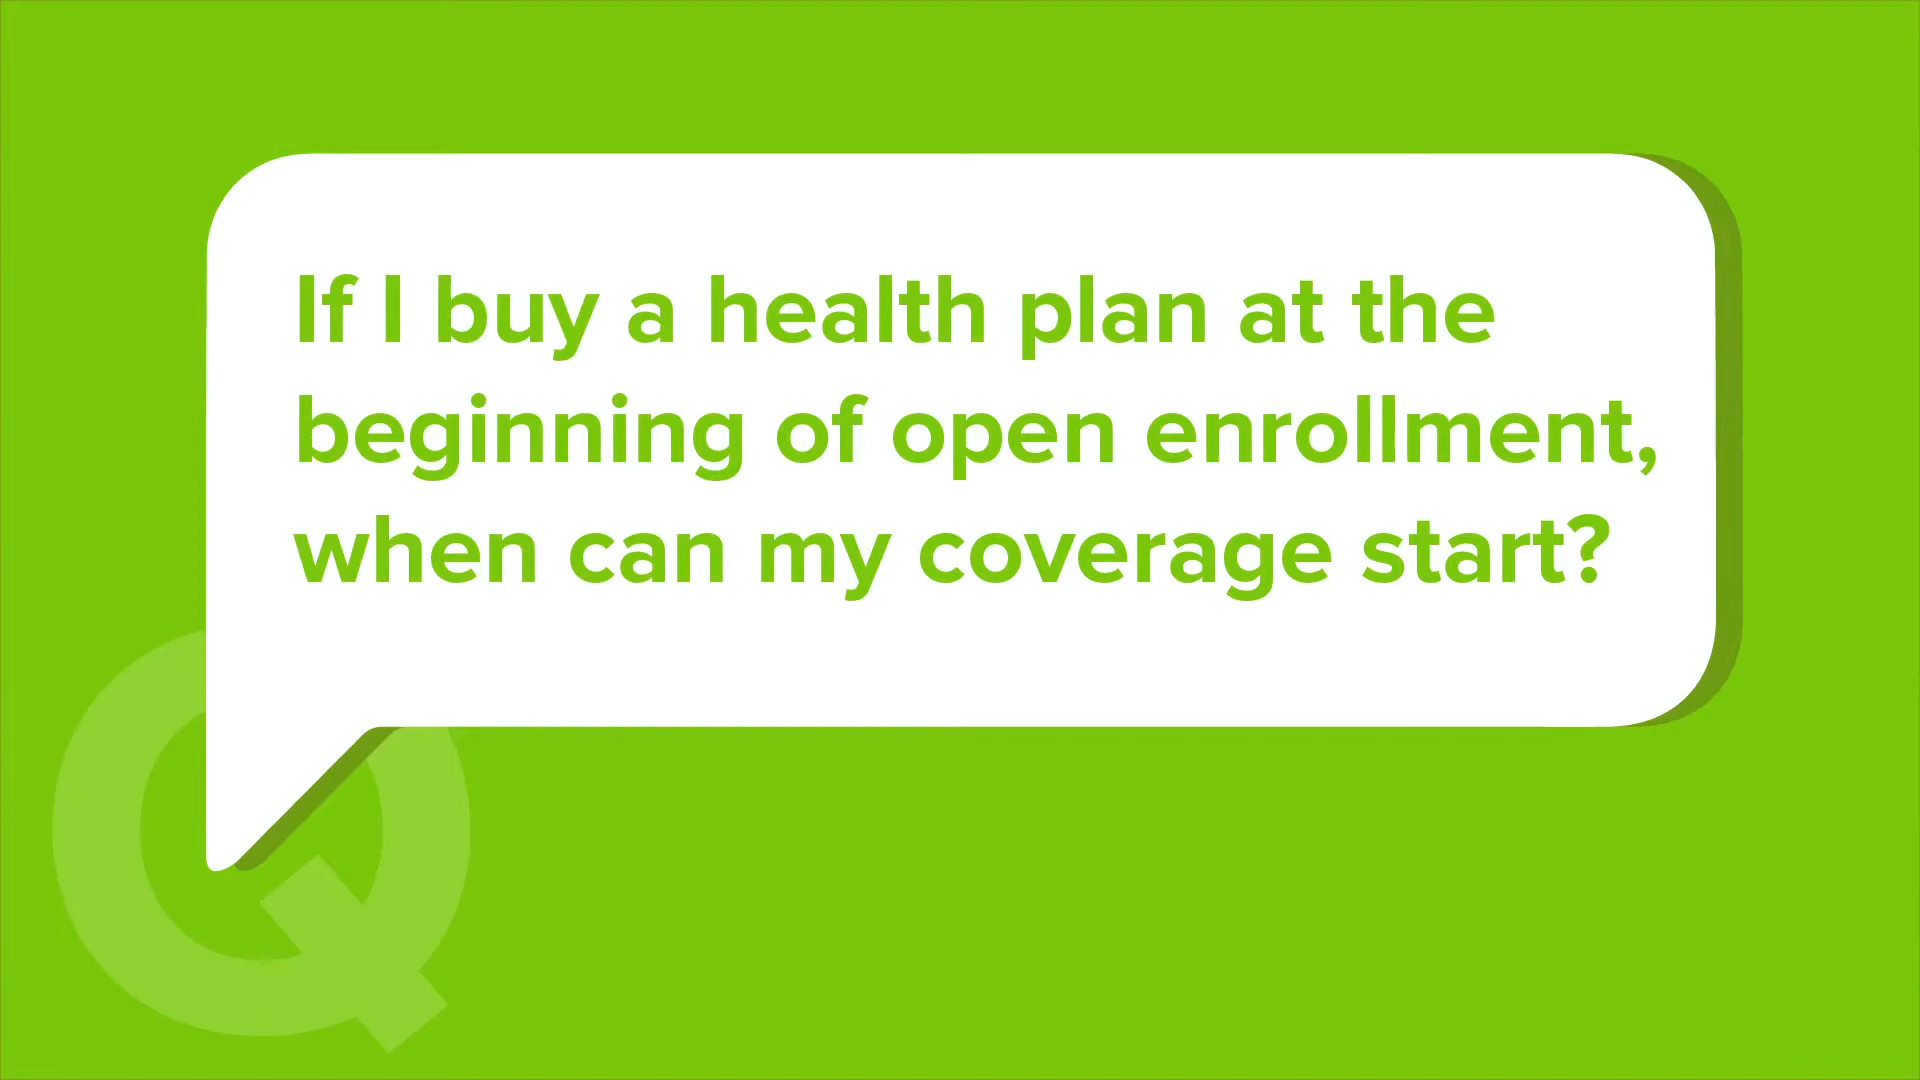 If I buy a health plan at the
beginning of open enrollment,
when can my coverage start?
Q